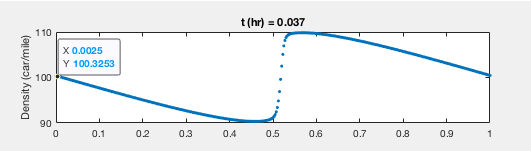 t (hr) = 0.037
Density (car/mile)
110
100
90
X 0.0025
Y 100.3253
0 0.1 0.2 0.3 0.4 0.5 0.6 0.7 0.8 0.9 1